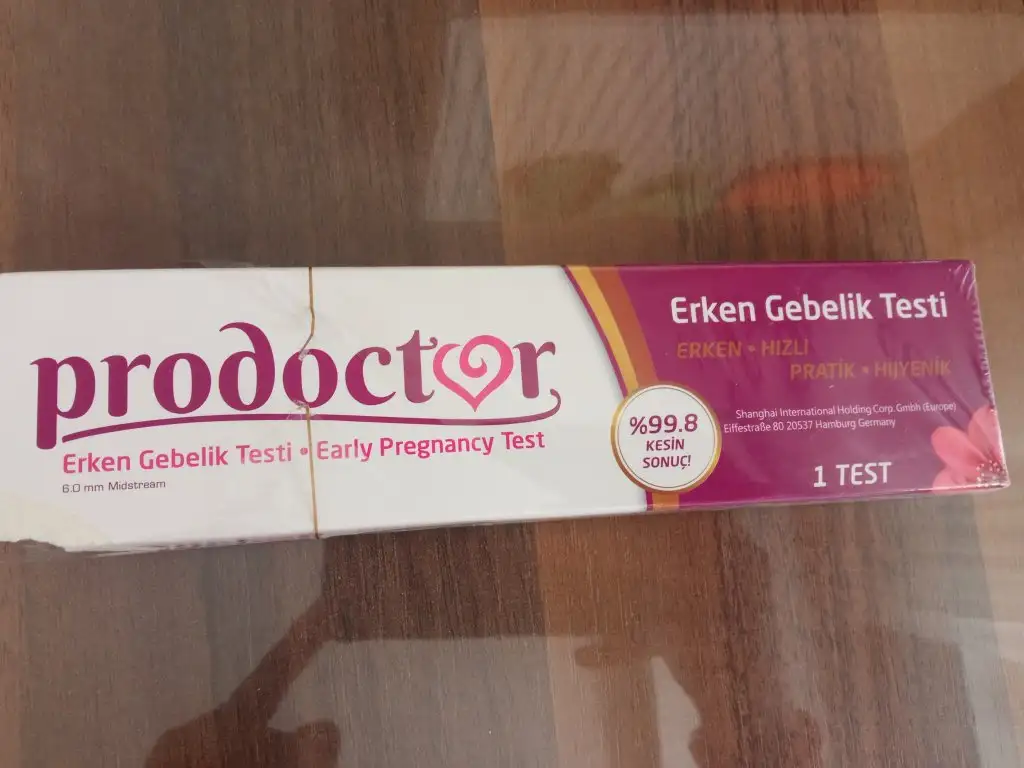 prodoctor
Erken Gebelik Testi • Early Pregnancy Test
6.0 mm Midstream
%99.8
KESİN
SONUÇ!
Erken Gebelik Testi
ERKEN • HIZLI
PRATİK • HİJYENİK
Shanghai International Holding Corp. Gmbh (Europe)
Eiffestraße 80 20537 Hamburg Germany
1 TEST